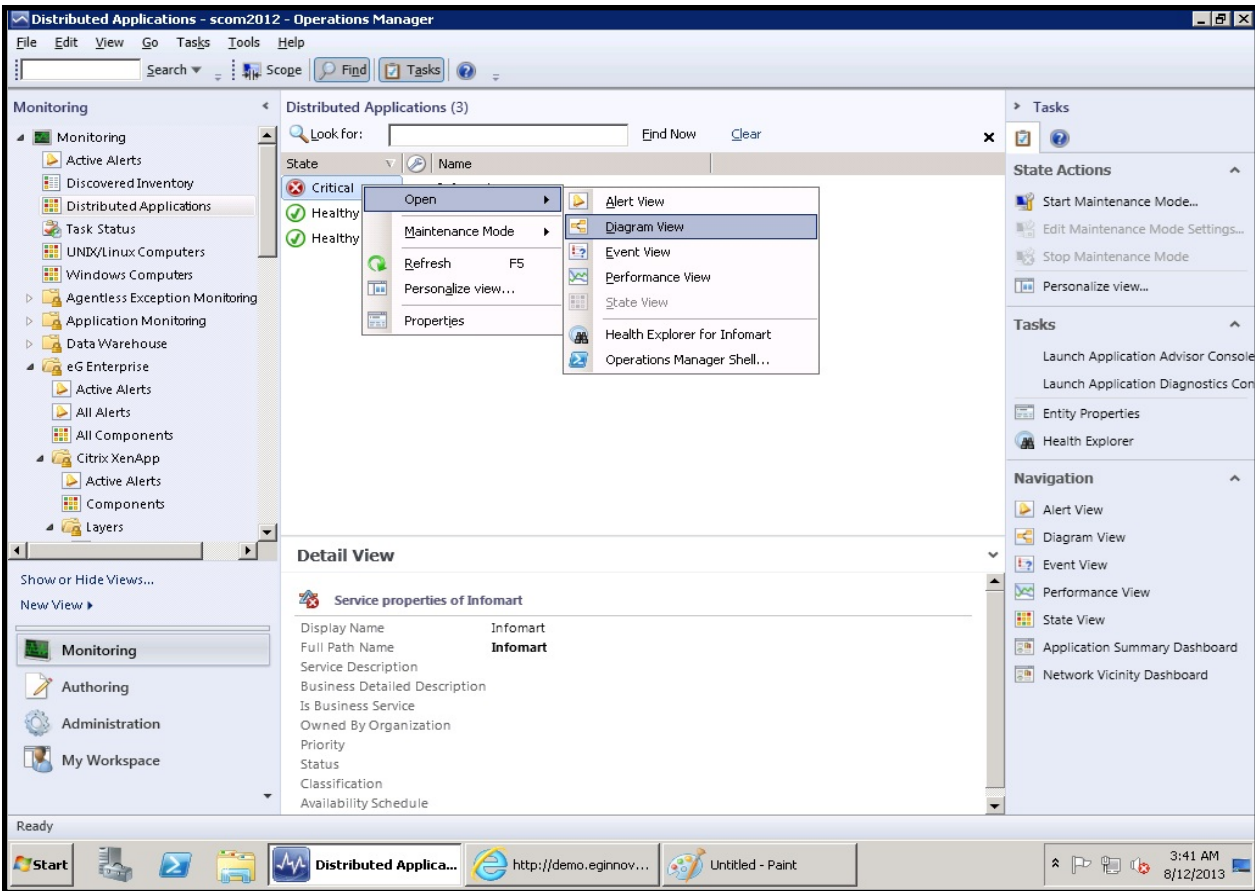 Distributed Applications - scom2012 - Operations Manager
File Edit View Go Tasks Tools Help
Search Scope Find Tasks
Monitoring
Monitoring
Active Alerts
Discovered Inventory
Distributed Applications
Task Status
UNIX/Linux Computers
Windows Computers
Agentless Exception Monitoring
Application Monitoring
Data Warehouse
eG Enterprise
Active Alerts
All Alerts
All Components
Citrix XenApp
Active Alerts
Components
Layers
Show or Hide Views...
New View
Monitoring
Authoring
Administration
My Workspace
Distributed Applications (3)
Look for: Find Now Clear
State Name
Critical
Healthy
Healthy
Open
Maintenance Mode
Refresh F5
Personalize view...
Properties
Alert View
Diagram View
Event View
Performance View
State View
Health Explorer for Infomart
Operations Manager Shell...
Detail View
Service properties of Infomart
Display Name Infomart
Full Path Name Infomart
Service Description
Business Detailed Description
Is Business Service
Owned By Organization
Priority
Status
Classification
Availability Schedule
Tasks
State Actions
Start Maintenance Mode...
Edit Maintenance Mode Settings...
Stop Maintenance Mode
Personalize view...
Tasks
Launch Application Advisor Console
Launch Application Diagnostics Con
Entity Properties
Health Explorer
Navigation
Alert View
Diagram View
Event View
Performance View
State View
Application Summary Dashboard
Network Vicinity Dashboard
Ready
Start Distributed Applica... http://demo.eginnov... Untitled - Paint 3:41 AM
8/12/2013